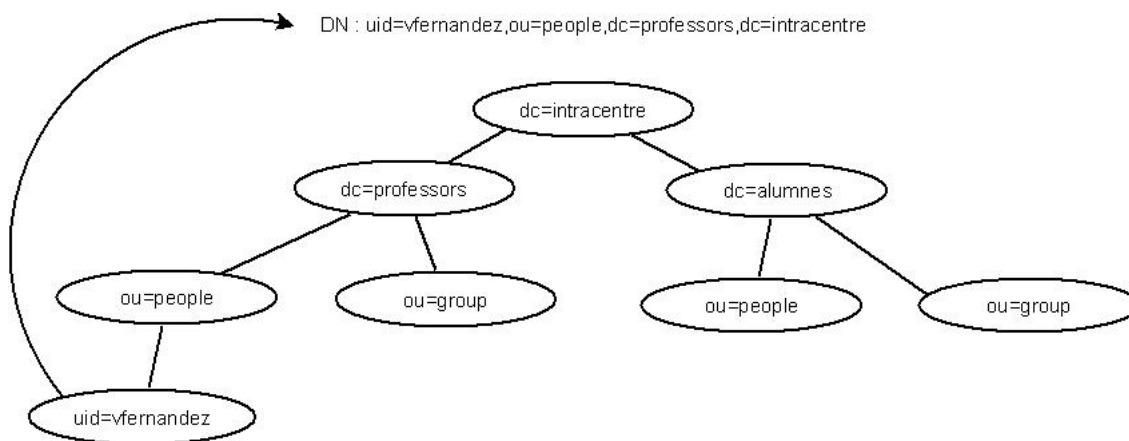 DN : uid=vfernandez,ou=people,dc=professors,dc=intracentre
dc=intracentre
dc=professors
dc=alumnes
ou=people
ou=group
ou=people
ou=group
uid=vfernandez